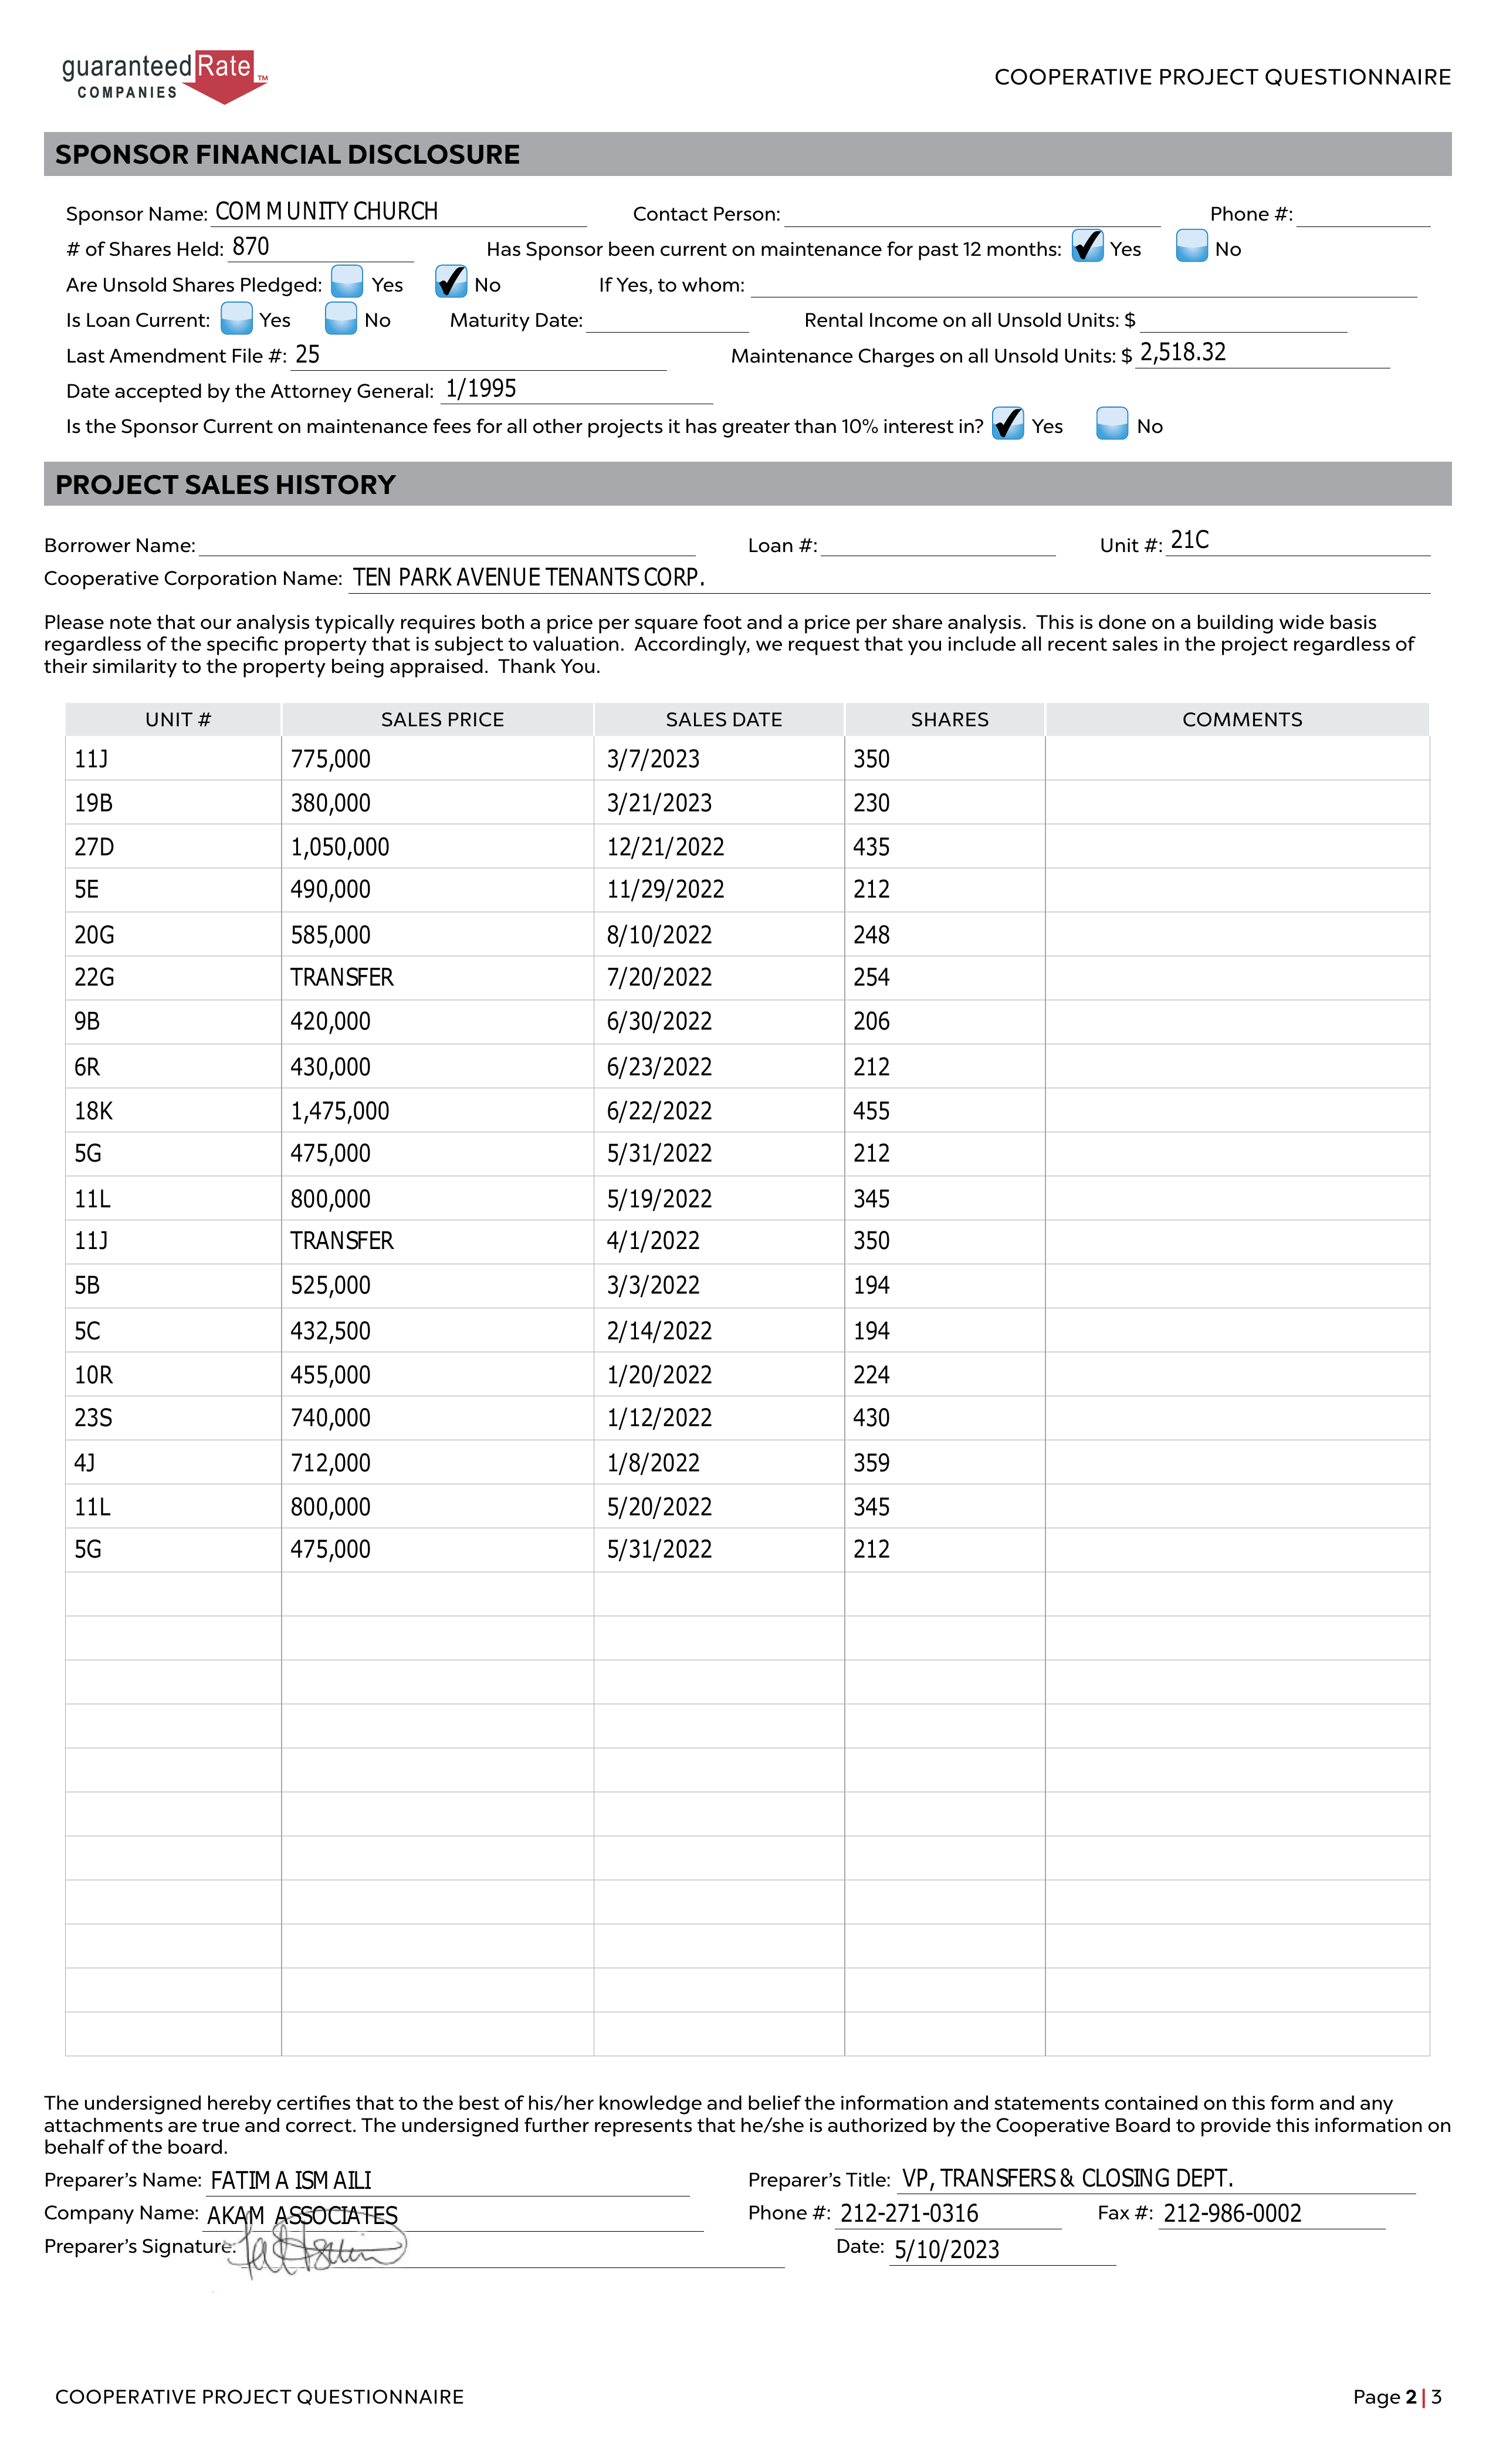 guaranteed Rate ™
COMPANIES
COOPERATIVE PROJECT QUESTIONNAIRE
SPONSOR FINANCIAL DISCLOSURE
Sponsor Name: COMMUNITY CHURCH Contact Person: Phone #:
# of Shares Held: 870 Has Sponsor been current on maintenance for past 12 months: ✔ Yes No
Are Unsold Shares Pledged: Yes ✔ No If Yes, to whom:
Is Loan Current: Yes No Maturity Date: Rental Income on all Unsold Units: $
Last Amendment File #: 25 Maintenance Charges on all Unsold Units: $ 2,518.32
Date accepted by the Attorney General: 1/1995
Is the Sponsor Current on maintenance fees for all other projects it has greater than 10% interest in? ✔ Yes No
PROJECT SALES HISTORY
Borrower Name: Loan #: Unit #: 21C
Cooperative Corporation Name: TEN PARK AVENUE TENANTS CORP.
Please note that our analysis typically requires both a price per square foot and a price per share analysis. This is done on a building wide basis
regardless of the specific property that is subject to valuation. Accordingly, we request that you include all recent sales in the project regardless of
their similarity to the property being appraised. Thank You.
UNIT # SALES PRICE SALES DATE SHARES COMMENTS
11J 775,000 3/7/2023 350
19B 380,000 3/21/2023 230
27D 1,050,000 12/21/2022 435
5E 490,000 11/29/2022 212
20G 585,000 8/10/2022 248
22G TRANSFER 7/20/2022 254
9B 420,000 6/30/2022 206
6R 430,000 6/23/2022 212
18K 1,475,000 6/22/2022 455
5G 475,000 5/31/2022 212
11L 800,000 5/19/2022 345
11J TRANSFER 4/1/2022 350
5B 525,000 3/3/2022 194
5C 432,500 2/14/2022 194
10R 455,000 1/20/2022 224
23S 740,000 1/12/2022 430
4J 712,000 1/8/2022 359
11L 800,000 5/20/2022 345
5G 475,000 5/31/2022 212
The undersigned hereby certifies that to the best of his/her knowledge and belief the information and statements contained on this form and any
attachments are true and correct. The undersigned further represents that he/she is authorized by the Cooperative Board to provide this information on
behalf of the board.
Preparer's Name: FATIMA ISMAILI Preparer's Title: VP, TRANSFERS & CLOSING DEPT.
Company Name: AKAM ASSOCIATES Phone #: 212-271-0316 Fax #: 212-986-0002
Preparer's Signature: Date: 5/10/2023
COOPERATIVE PROJECT QUESTIONNAIRE Page 2 | 3